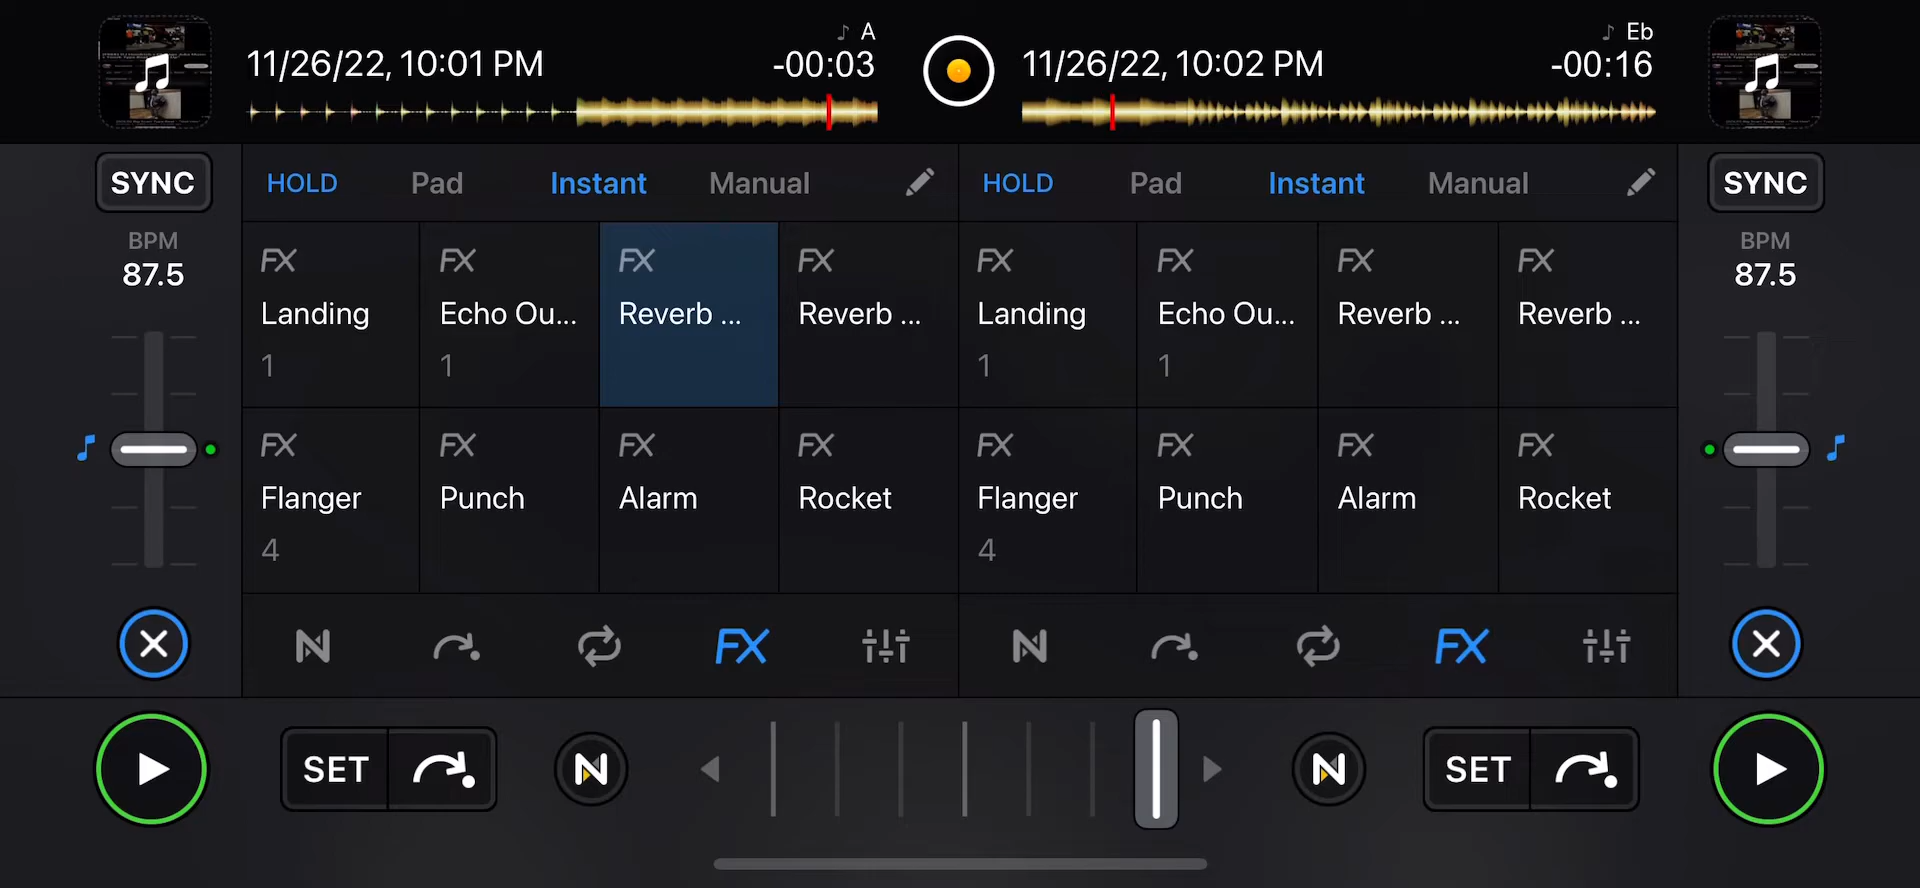 11/26/22, 10:01 PM
A
-00:03
11/26/22, 10:02 PM
Eb
-00:16
SYNC
HOLD Pad Instant Manual
HOLD Pad Instant Manual
SYNC
BPM
87.5
BPM
87.5
FX FX FX FX
Landing Echo Ou... Reverb ... Reverb ...
1 1
FX FX FX FX
Landing Echo Ou... Reverb ... Reverb ...
1 1
FX FX FX FX
Flanger Punch Alarm Rocket
4
FX FX FX FX
Flanger Punch Alarm Rocket
4
FX
FX
SET
SET